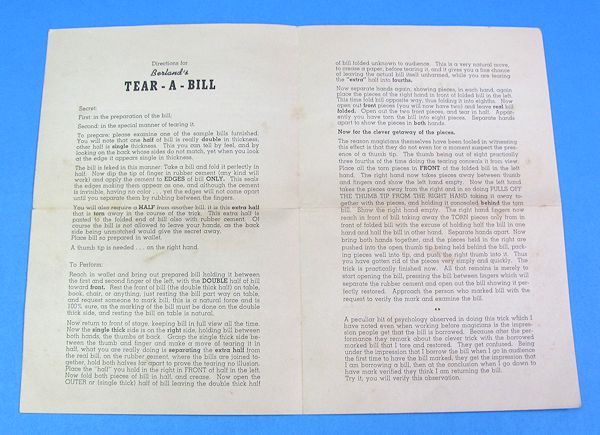 Directions for
Berland's
TEAR - A - BILL
Secret:
First: in the preparation of the bill;
Second: in the special manner of tearing it.
To prepare: please examine one of the sample bills furnished.
You will note that one half of bill is really double in thickness,
other half is single thickness. This you can tell by feel, and by
looking on the back whose sides do not match, yet when you look
at the edge it appears single in thickness.
The bill is faked in this manner: Take a bill and fold it perfectly in
half. Now dip the tip of finger in rubber cement (any kind will
work) and apply the cement to EDGES of bill ONLY. This seals
the edges making them appear as one, and although the cement
is invisible, having no color . . . yet the edges will not come apart
until you separate them by rubbing between the fingers.
You will also require a HALF from another bill, it is this extra half
that is torn away in the course of the trick. This extra half is
pasted to the folded end of bill also with rubber cement. Of
course the bill is not allowed to leave your hands, as the back
side being unmatched would give the secret away.
Place bill so prepared in wallet.
A thumb tip is needed . . . on the right hand.
To Perform:
Reach in wallet and bring out prepared bill holding it between
the first and second finger of the left, with the DOUBLE half of bill
toward front. Rest the front of bill (the double thick half) on table,
book, chair, or anything, just resting the bill part way on table
and request someone to mark bill, this is a natural force and is
100% sure, as the marking of the bill must be done on the double
thick side, and resting the bill on table is natural.
Now return to front of stage, keeping bill in full view all the time.
Now the single thick side is on the right side, holding bill between
both hands, the thumbs at back. Grasp the single thick side be-
tween the thumb and finger and make a move of tearing it in
half, what you are really doing is separating the extra half from
the real bill, on the rubber cement, where the bills are joined to-
gether, hold both halves far apart to prove the tearing no illusion.
Place the "half" you hold in the right in FRONT of half in the left.
Now fold both pieces of bill in half, and crease. Now open the
OUTER or (single thick) half of bill leaving the double thick half
of bill folded unknown to audience. This is a very natural move,
to create a paper, before tearing it, and it gives you a fine chance
of leaving the actual bill itself unharmed, while you are tearing
the "extra" half into fourths.
Now separate hands again, showing pieces, in each hand, again
place the pieces of the right hand in front of folded bill in the left.
This time fold bill opposite way, thus folding it into eighths. Now
open out front pieces (you will now have two) and leave real bill
folded. Open out the two front pieces, and tear in half. Appar-
ently you have torn the bill into eight pieces. Separate hands
apart to show the pieces in both hands.
Now for the clever getaway of the pieces.
The reason magicians themselves have been fooled in witnessing
this effect is that they do not even for a moment suspect the pres-
ence of a thumb tip. The thumb being out of sight practically
three fourths of the time doing the tearing conceals it from view.
Place all the torn pieces in FRONT of the folded bill in the left
hand. The right hand now takes pieces away between thumb
and fingers and show the left hand empty. Now the left hand
takes the pieces away from the right and in so doing PULLS OFF
THE THUMB TIP FROM THE RIGHT HAND taking it away to-
gether with the pieces, and holding it concealed behind the torn
bill. Show the right hand empty. The right hand fingers now
reach in front of bill taking away the TORN pieces only from in
front of folded bill with the excuse of holding half the bill in one
hand and half the bill in other hand. Separate hands apart. Now
bring both hands together, and the pieces held in the right are
pushed into the open thumb tip being held behind the bill, pack-
ing pieces well into tip, and push the right thumb into it. Thus
you have gotten rid of the pieces very simply and quickly. The
trick is practically finished now. All that remains is merely to
start opening the bill, pressing the bill between fingers which will
separate the rubber cement and open out the bill showing it per-
fectly restored. Approach the person who marked bill with the
request to verify mark and examine the bill.
**
A peculiar bit of psychology observed in doing this trick which I
have noted even when working before magicians is the impres-
sion people get that the bill is borrowed. Because after the per-
formance they remark about the clever trick with the borrowed
marked bill that I tore and restored. They get confused. Being
under the impression that I borrow the bill when I go in audience
the first time to have the bill marked, they get the impression that
I am borrowing a bill, then at the conclusion when I go down to
have mark verified they think I am returning the bill.
Try it, you will verify this observation.